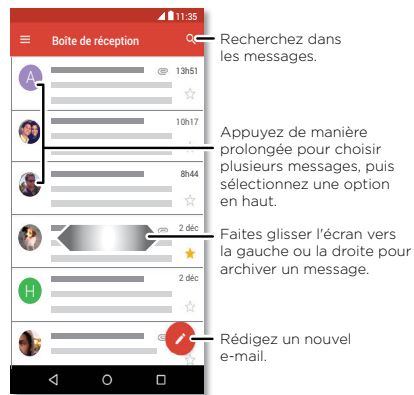 11:35
Boîte de réception
Recherchez dans
les messages.
A
13h51
10h17
Appuyez de manière
prolongée pour choisir
plusieurs messages, puis
sélectionnez une option
en haut.
8h44
2 déc
Faites glisser l'écran vers
la gauche ou la droite pour
archiver un message.
H
2 déc
Rédigez un nouvel
e-mail.